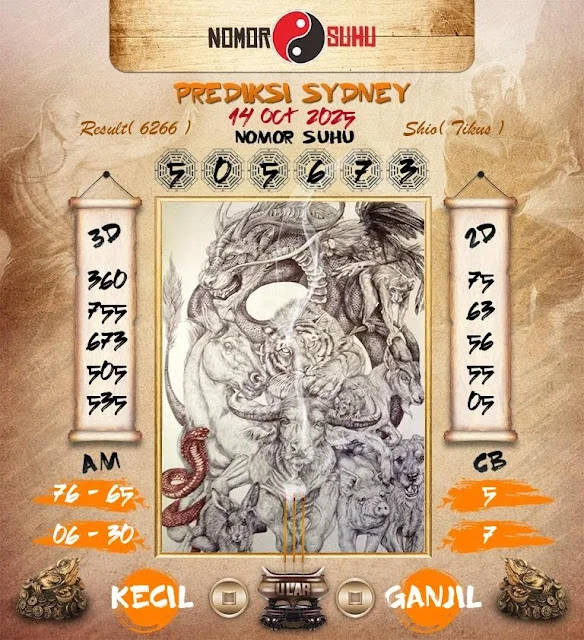 NOMOR SUHU
PREDIKSI SYDNEY
14 Oct 2025
Result( 6266 )
NOMOR SUHU
Shio( Tikus )
5 0 5 6 7 3
3D
360
755
673
505
535
2D
75
63
56
55
05
AM
76 - 65
06 - 30
CB
5
7
KECIL
ULAR
GANJIL